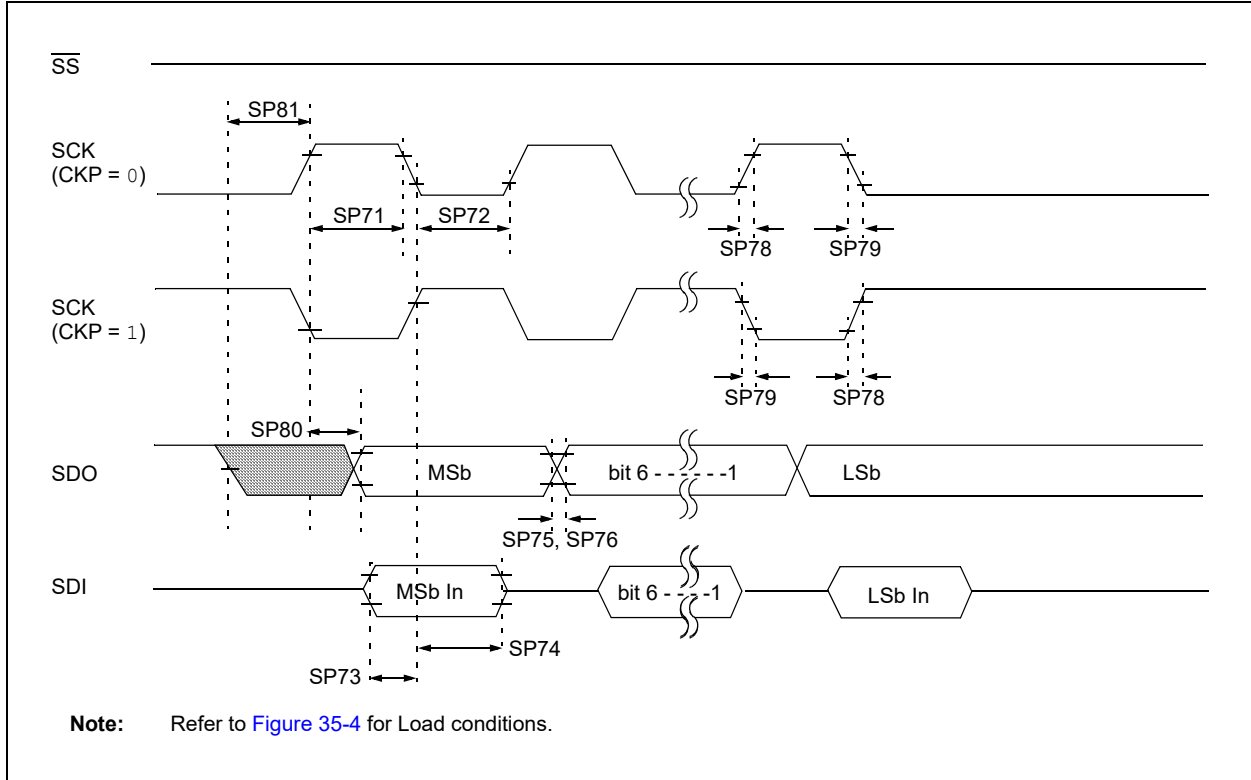 SS
SP81
SCK
(CKP = 0)
SP71
SP72
SP78
SP79
SCK
(CKP = 1)
SP79
SP78
SP80
SDO
MSb
bit 6 - - - - - -1
LSb
SP75, SP76
SDI
MSb In
bit 6 - - - -1
LSb In
SP74
SP73
Note: Refer to Figure 35-4 for Load conditions.